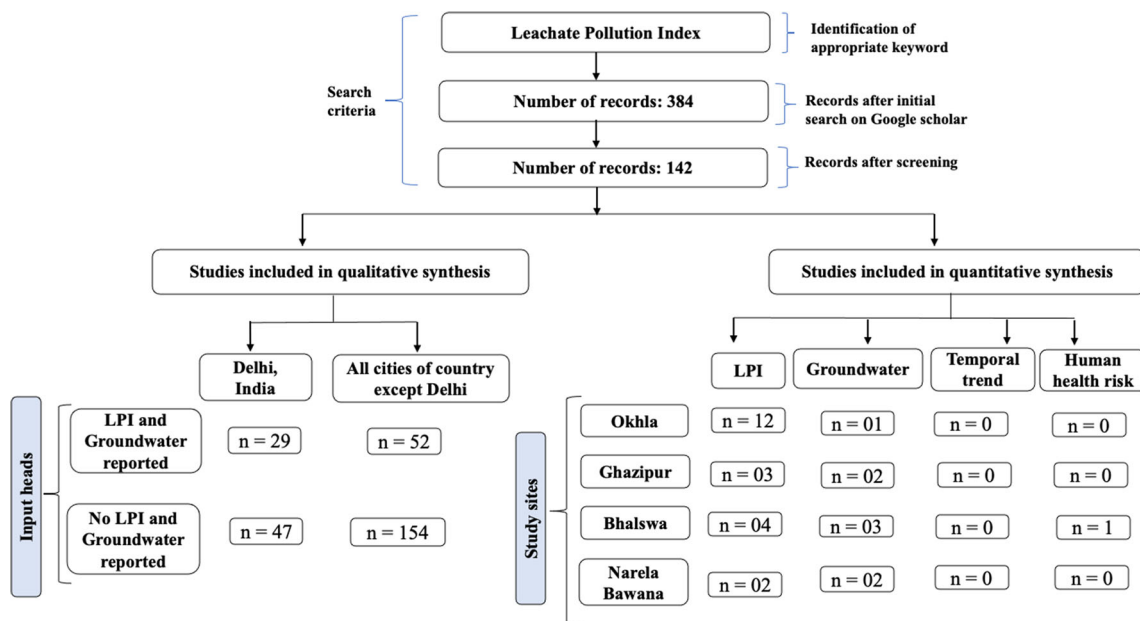 Leachate Pollution Index
Identification of
appropriate keyword
Search
criteria
Number of records: 384
Records after initial
search on Google scholar
Number of records: 142
Records after screening
Studies included in qualitative synthesis
Studies included in quantitative synthesis
Delhi,
India
All cities of country
except Delhi
LPI
Groundwater
Temporal
trend
Human
health risk
Input heads
LPI and
Groundwater
reported
n = 29
n = 52
No LPI and
Groundwater
reported
n = 47
n = 154
Study sites
Okhla
n = 12
n = 01
n = 0
n = 0
Ghazipur
n = 03
n = 02
n = 0
n = 0
Bhalswa
n = 04
n = 03
n = 0
n = 1
Narela
Bawana
n = 02
n = 02
n = 0
n = 0